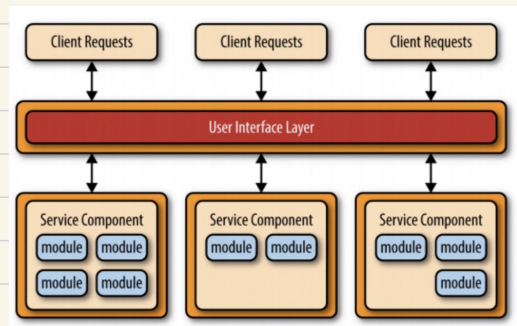 Client Requests
Client Requests
Client Requests
User Interface Layer
Service Component
module module
module module
Service Component
module module
Service Component
module module
module